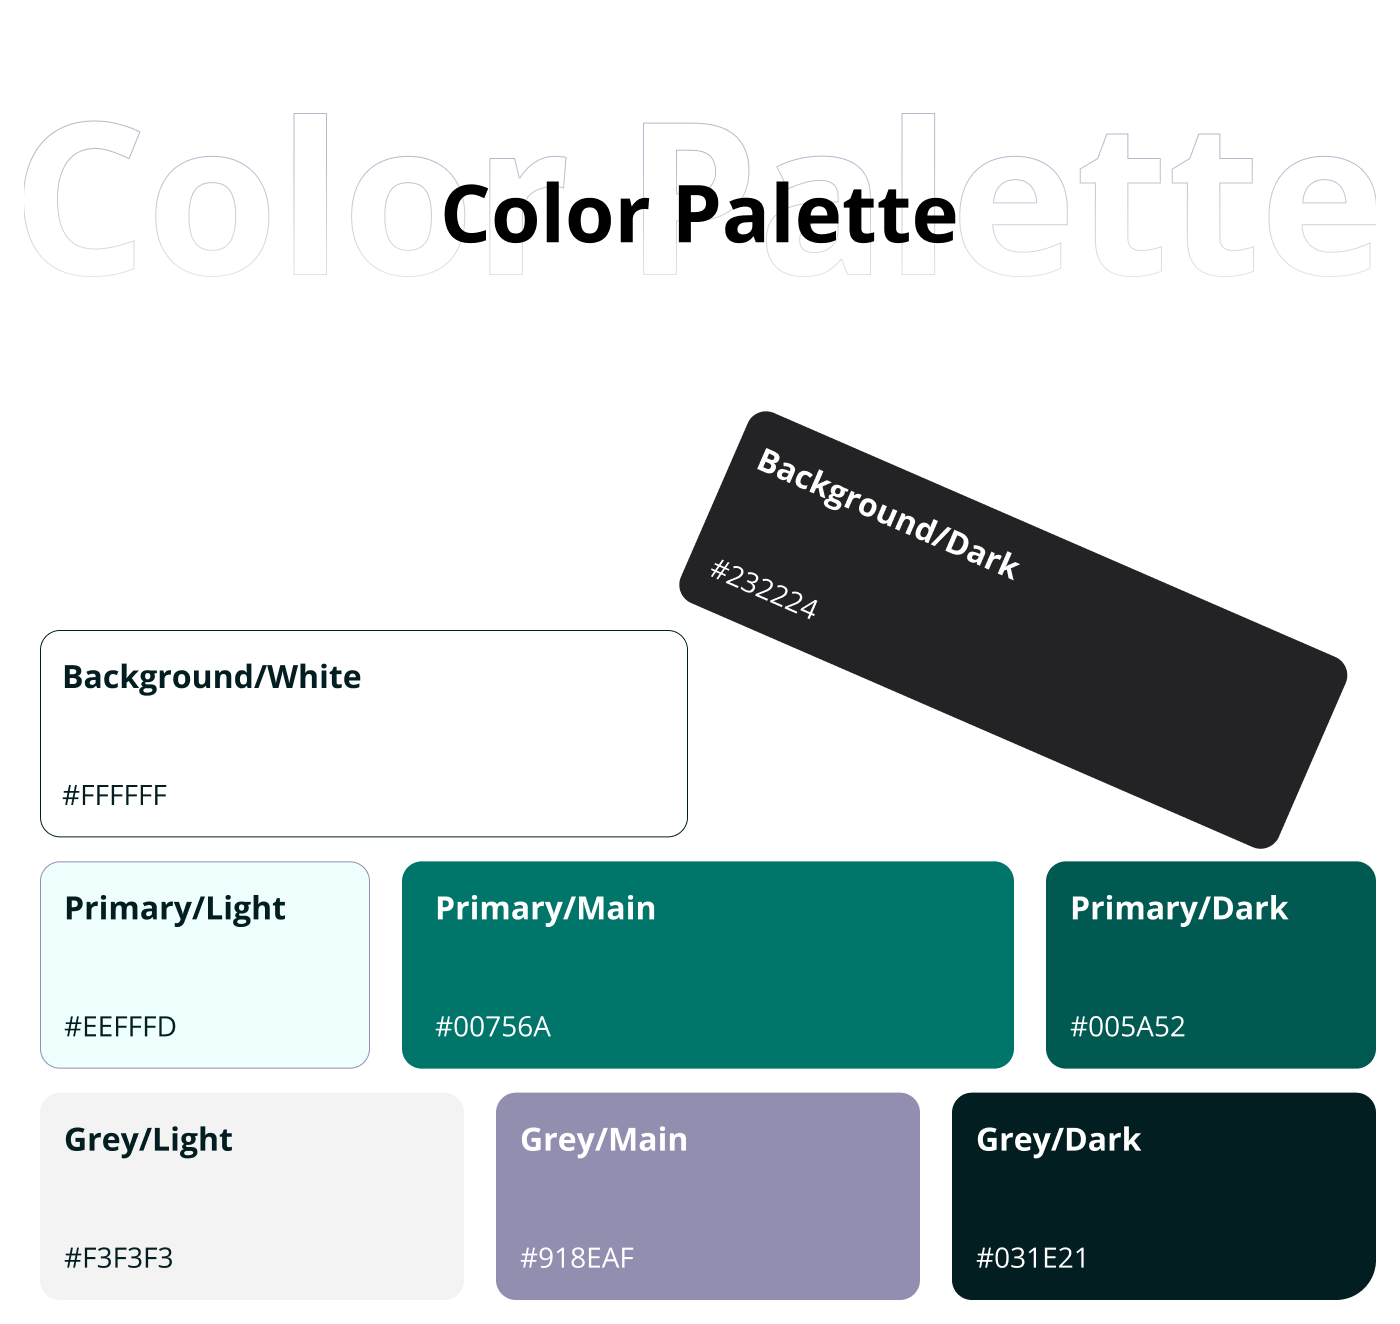 Color Palette
Color Palette
Background/Dark
#232224
Background/White
#FFFFFF
Primary/Light
#EEFFFD
Primary/Main
#00756A
Primary/Dark
#005A52
Grey/Light
#F3F3F3
Grey/Main
#918EAF
Grey/Dark
#031E21